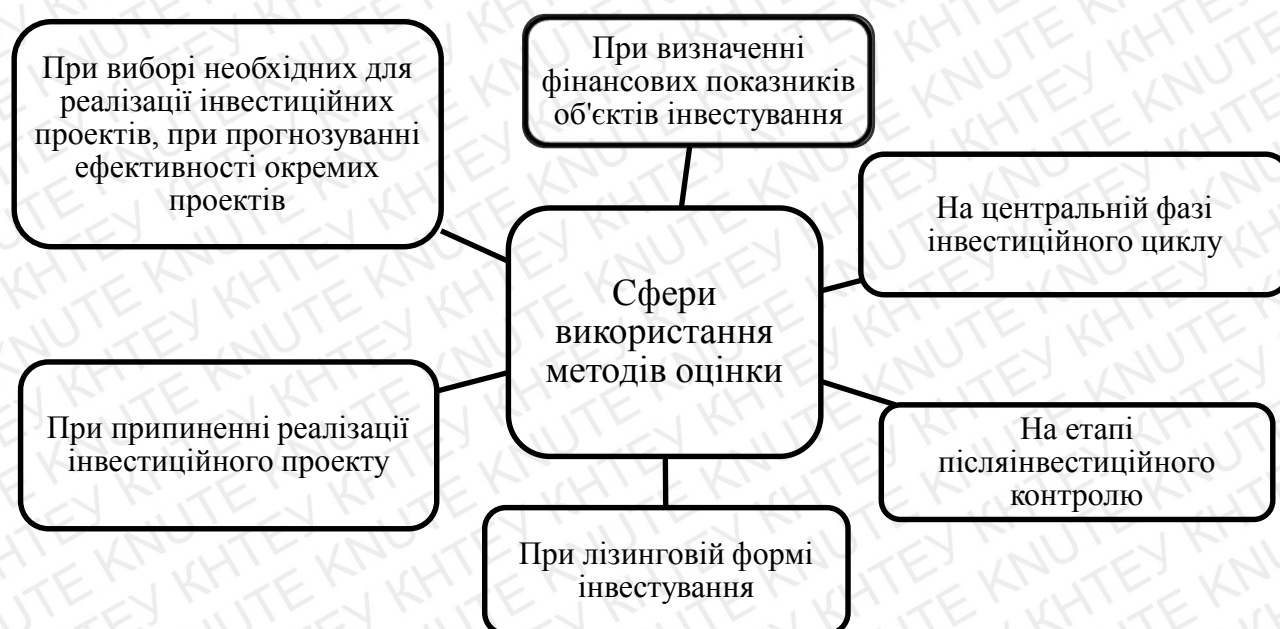 При виборі необхідних для
реалізації інвестиційних
проектів, при прогнозуванні
ефективності окремих
проектів
При визначенні
фінансових показників
об'єктів інвестування
На центральній фазі
інвестиційного циклу
Сфери
використання
методів оцінки
При припиненні реалізації
інвестиційного проекту
На етапі
післяінвестиційного
контролю
При лізинговій формі
інвестування